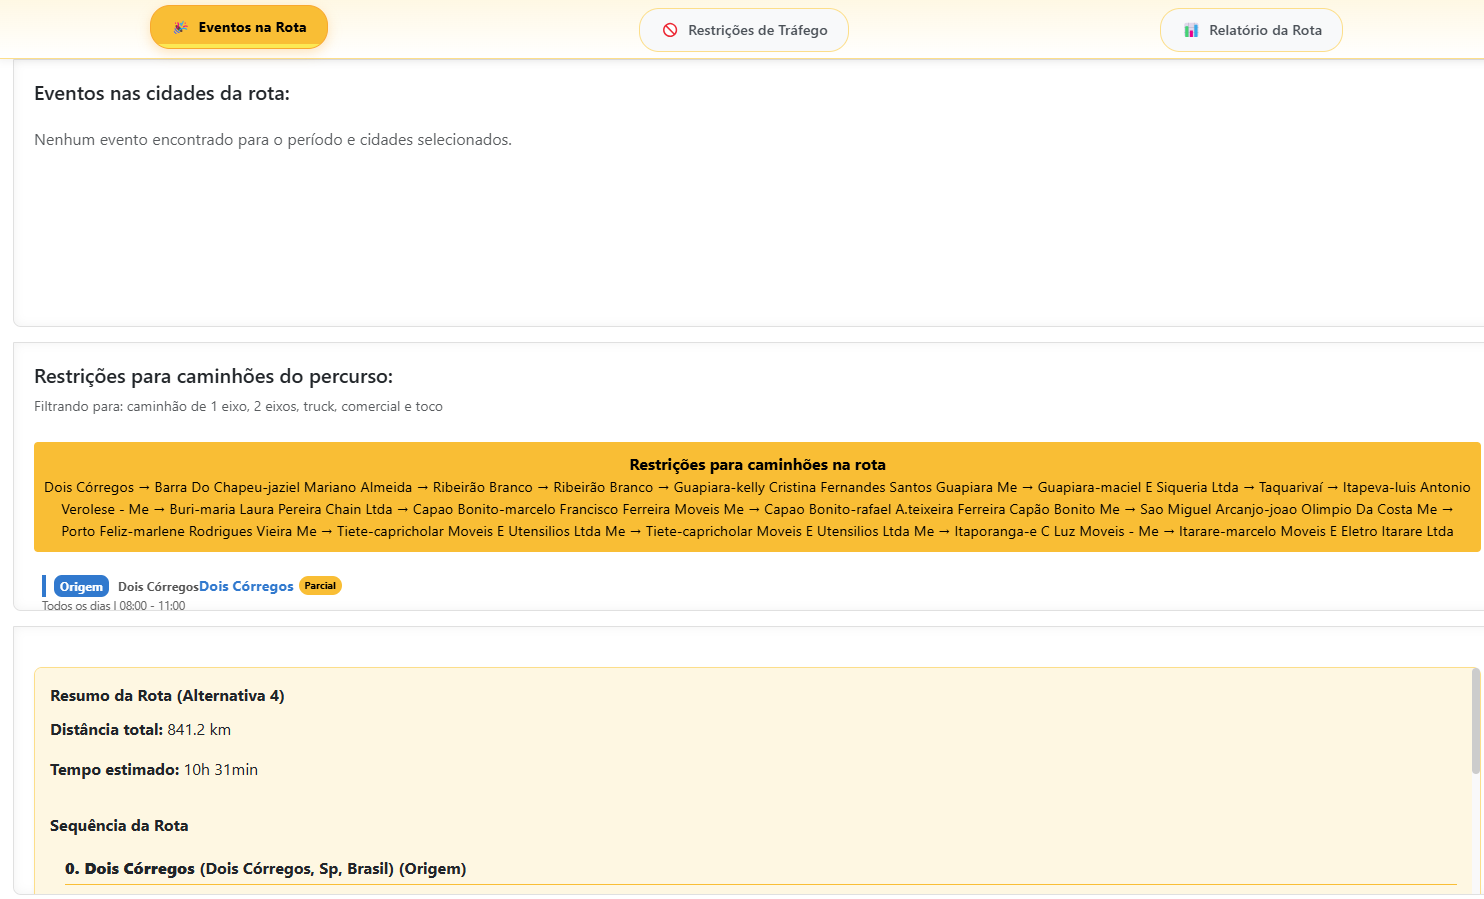 Eventos na Rota
Restrições de Tráfego
Relatório da Rota
Eventos nas cidades da rota:
Nenhum evento encontrado para o período e cidades selecionados.
Restrições para caminhões do percurso:
Filtrando para: caminhão de 1 eixo, 2 eixos, truck, comercial e toco
Restrições para caminhões na rota
Dois Córregos → Barra Do Chapeu-jaziel Mariano Almeida → Ribeirão Branco → Ribeirão Branco → Guapiara-kelly Cristina Fernandes Santos Guapiara Me → Guapiara-maciel E Siqueria Ltda → Taquarivaí → Itapeva-luis Antonio
Verolese - Me → Buri-maria Laura Pereira Chain Ltda → Capao Bonito-marcelo Francisco Ferreira Moveis Me → Capao Bonito-rafael A.teixeira Ferreira Capão Bonito Me → Sao Miguel Arcanjo-joao Olimpio Da Costa Me →
Porto Feliz-marlene Rodrigues Vieira Me → Tiete-capricholar Moveis E Utensilios Ltda Me → Tiete-capricholar Moveis E Utensilios Ltda Me → Itaporanga-e C Luz Moveis - Me → Itarare-marcelo Moveis E Eletro Itarare Ltda
Origem Dois CórregosDois Córregos Parcial
Todos os dias | 08:00 - 11:00
Resumo da Rota (Alternativa 4)
Distância total: 841.2 km
Tempo estimado: 10h 31min
Sequência da Rota
0. Dois Córregos (Dois Córregos, Sp, Brasil) (Origem)